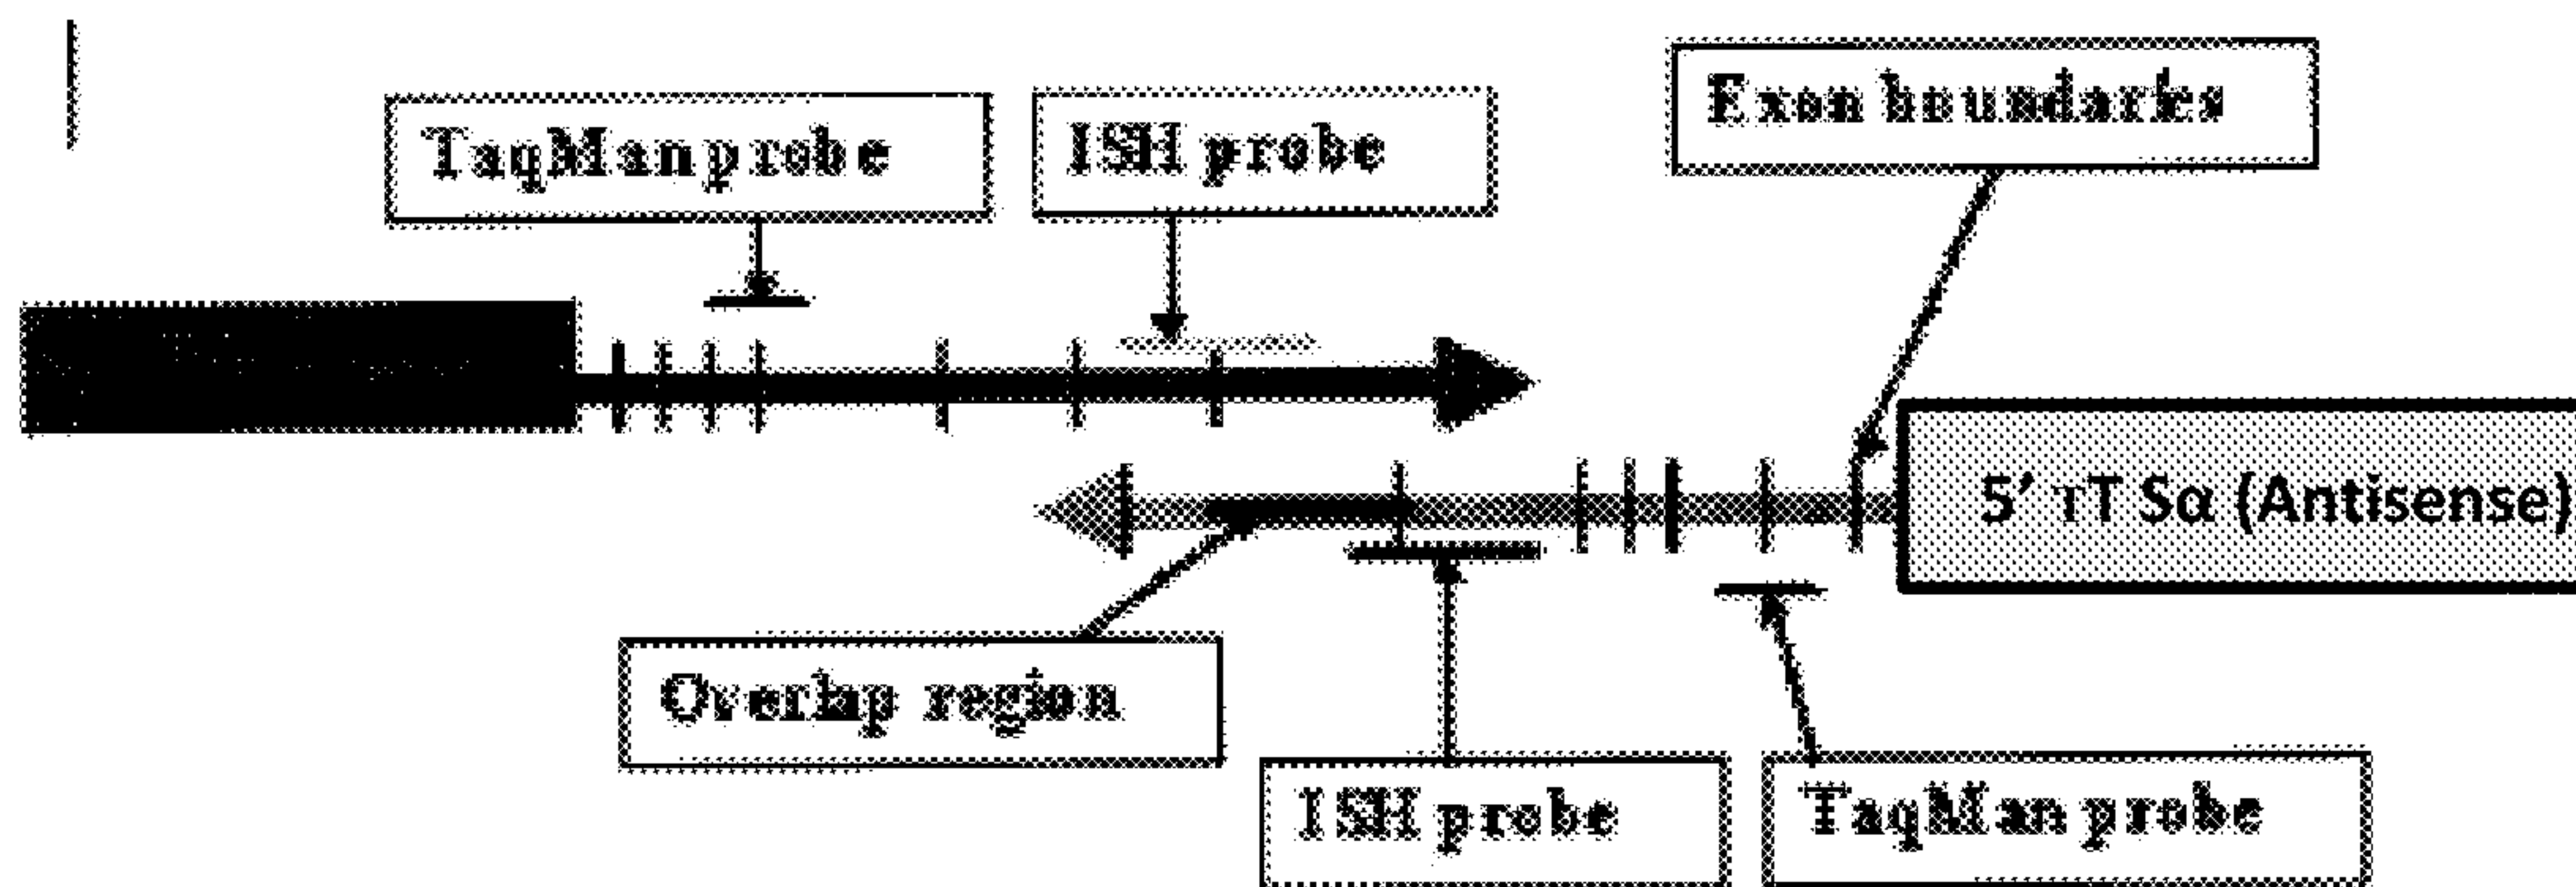 Exon boundaries
TaqMan probe
ISH probe
5' TT Sα (Antisense)
Overlap region
ISH probe
TaqMan probe